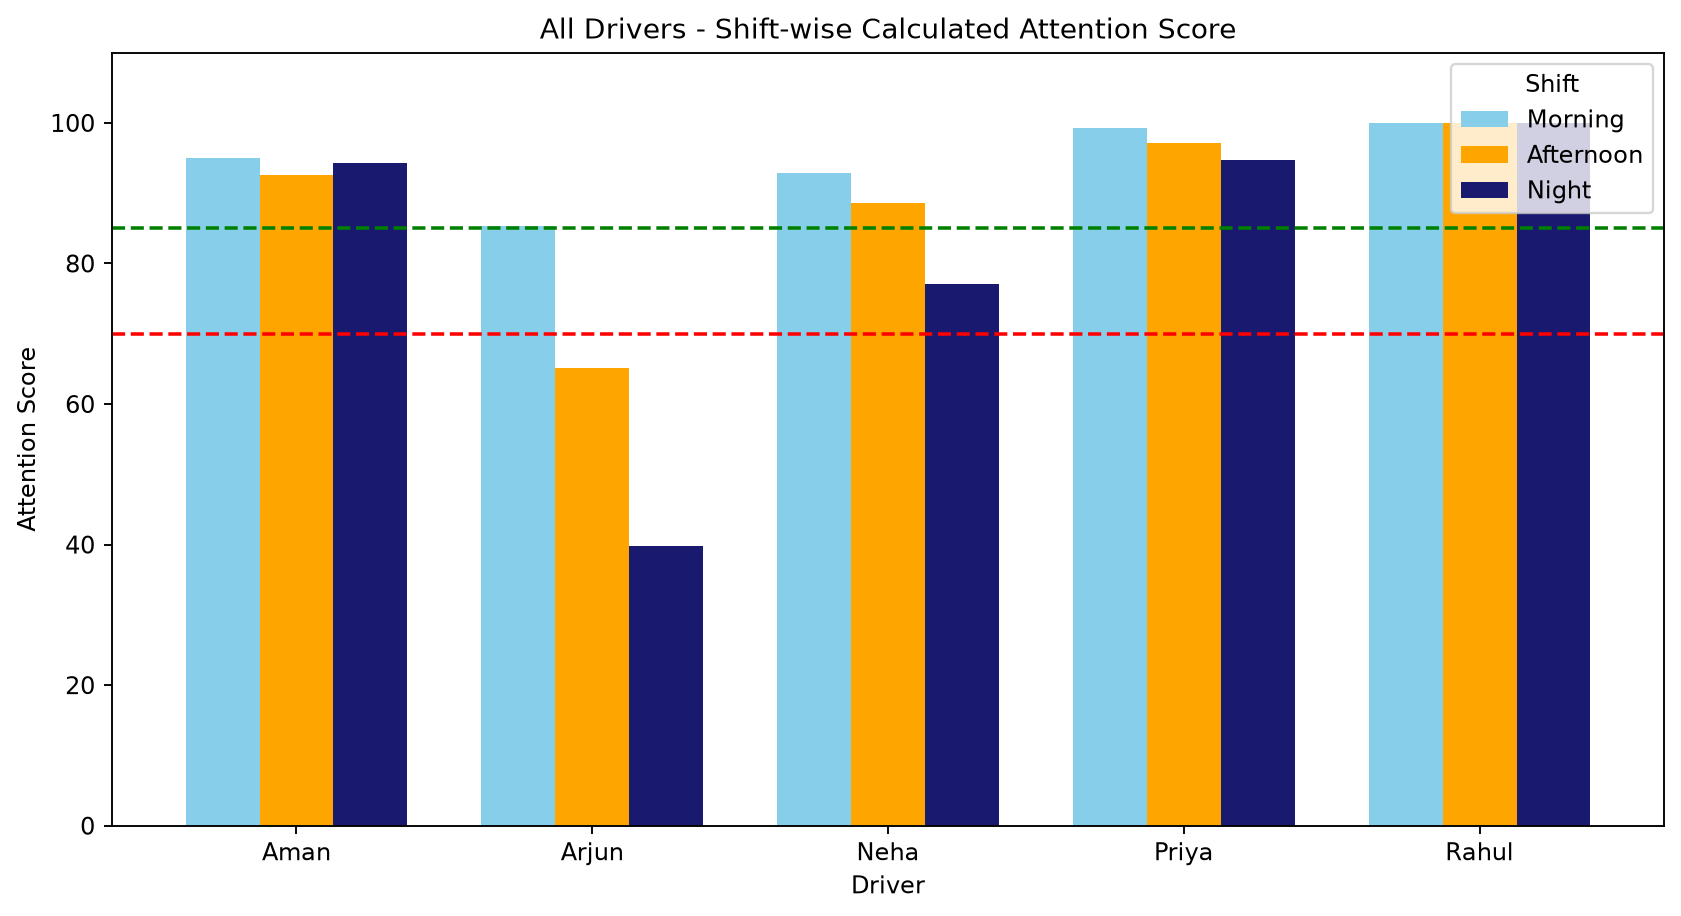 All Drivers - Shift-wise Calculated Attention Score
Shift
Morning
Afternoon
Night
Attention Score
100
80
60
40
20
0
Aman Arjun Neha Priya Rahul
Driver